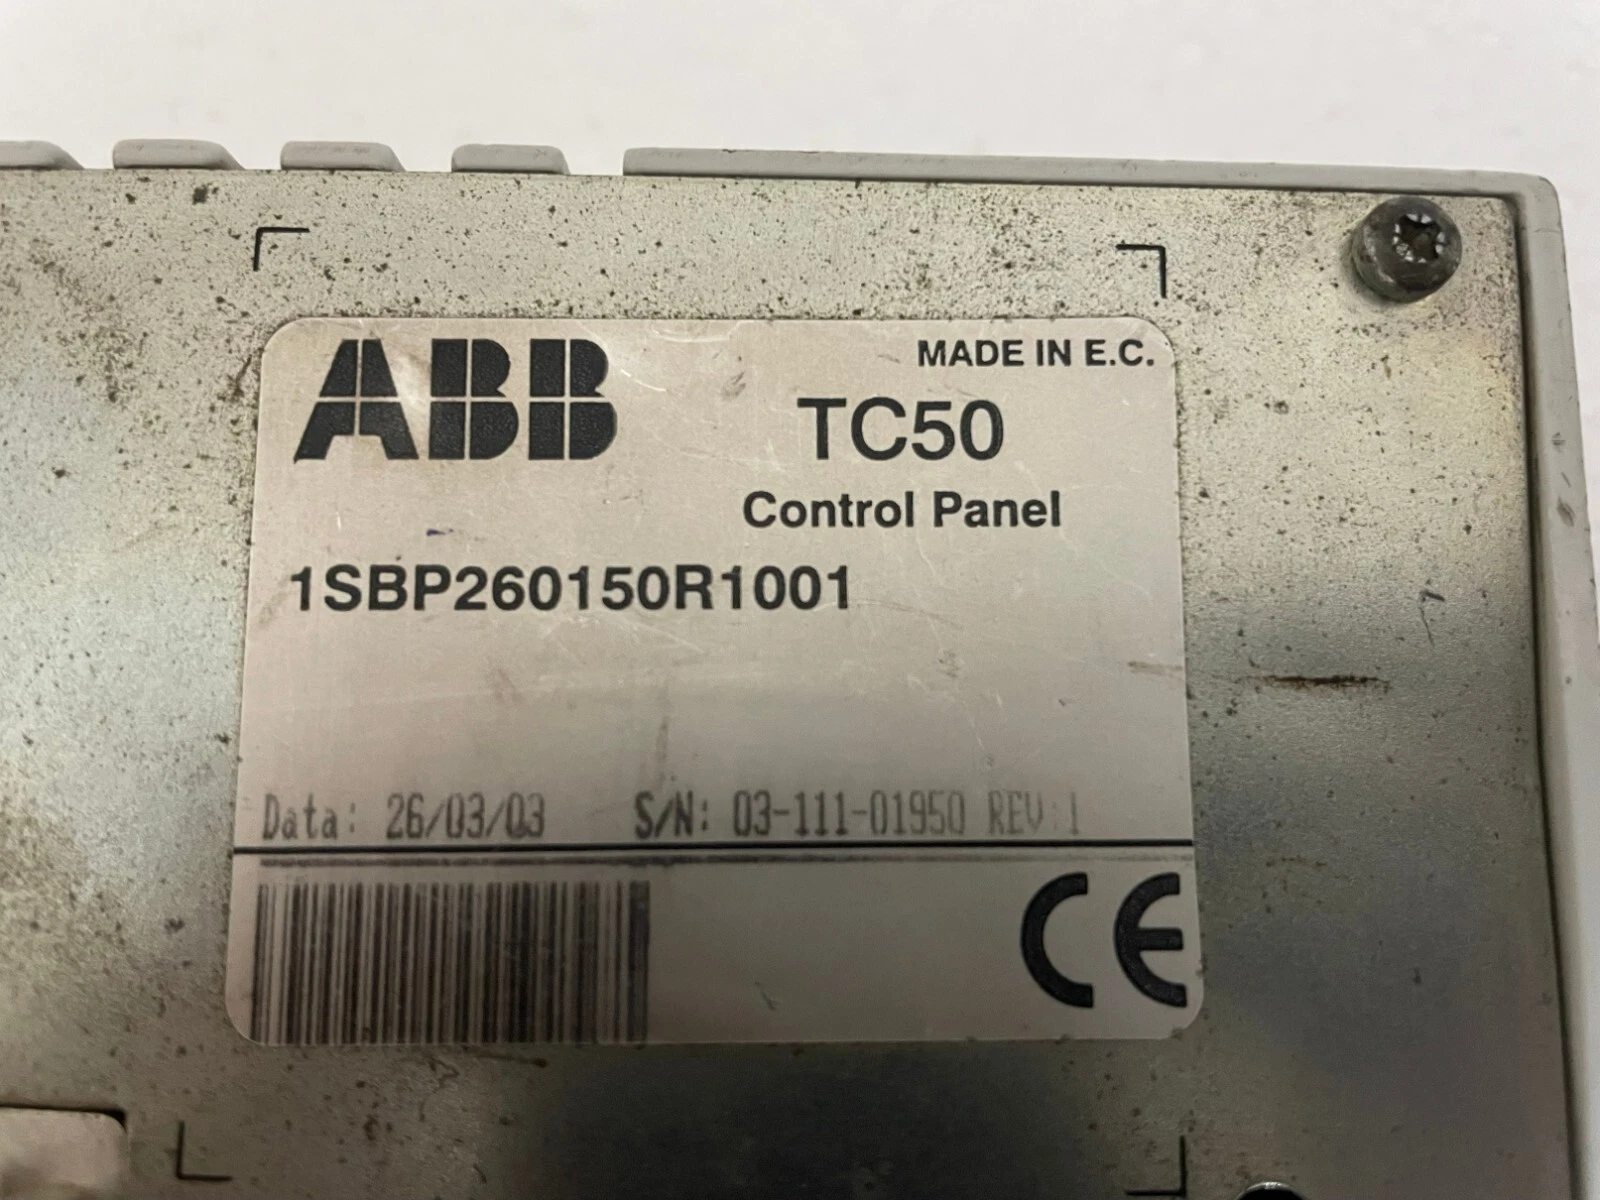 ABB
MADE IN E.C.
TC50
Control Panel
1SBP260150R1001
Data: 26/03/03 S/N: 03-111-01950 REV:1
CE